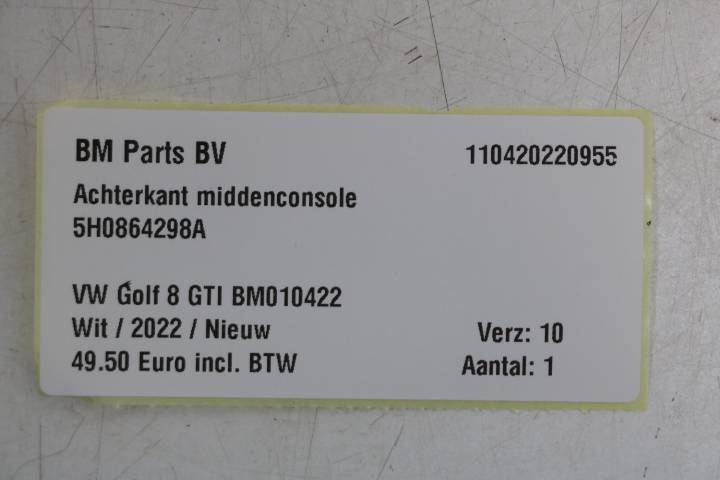 BM Parts BV 110420220955
Achterkant middenconsole
5H0864298A
VW Golf 8 GTI BM010422
Wit / 2022 / Nieuw Verz: 10
49.50 Euro incl. BTW Aantal: 1